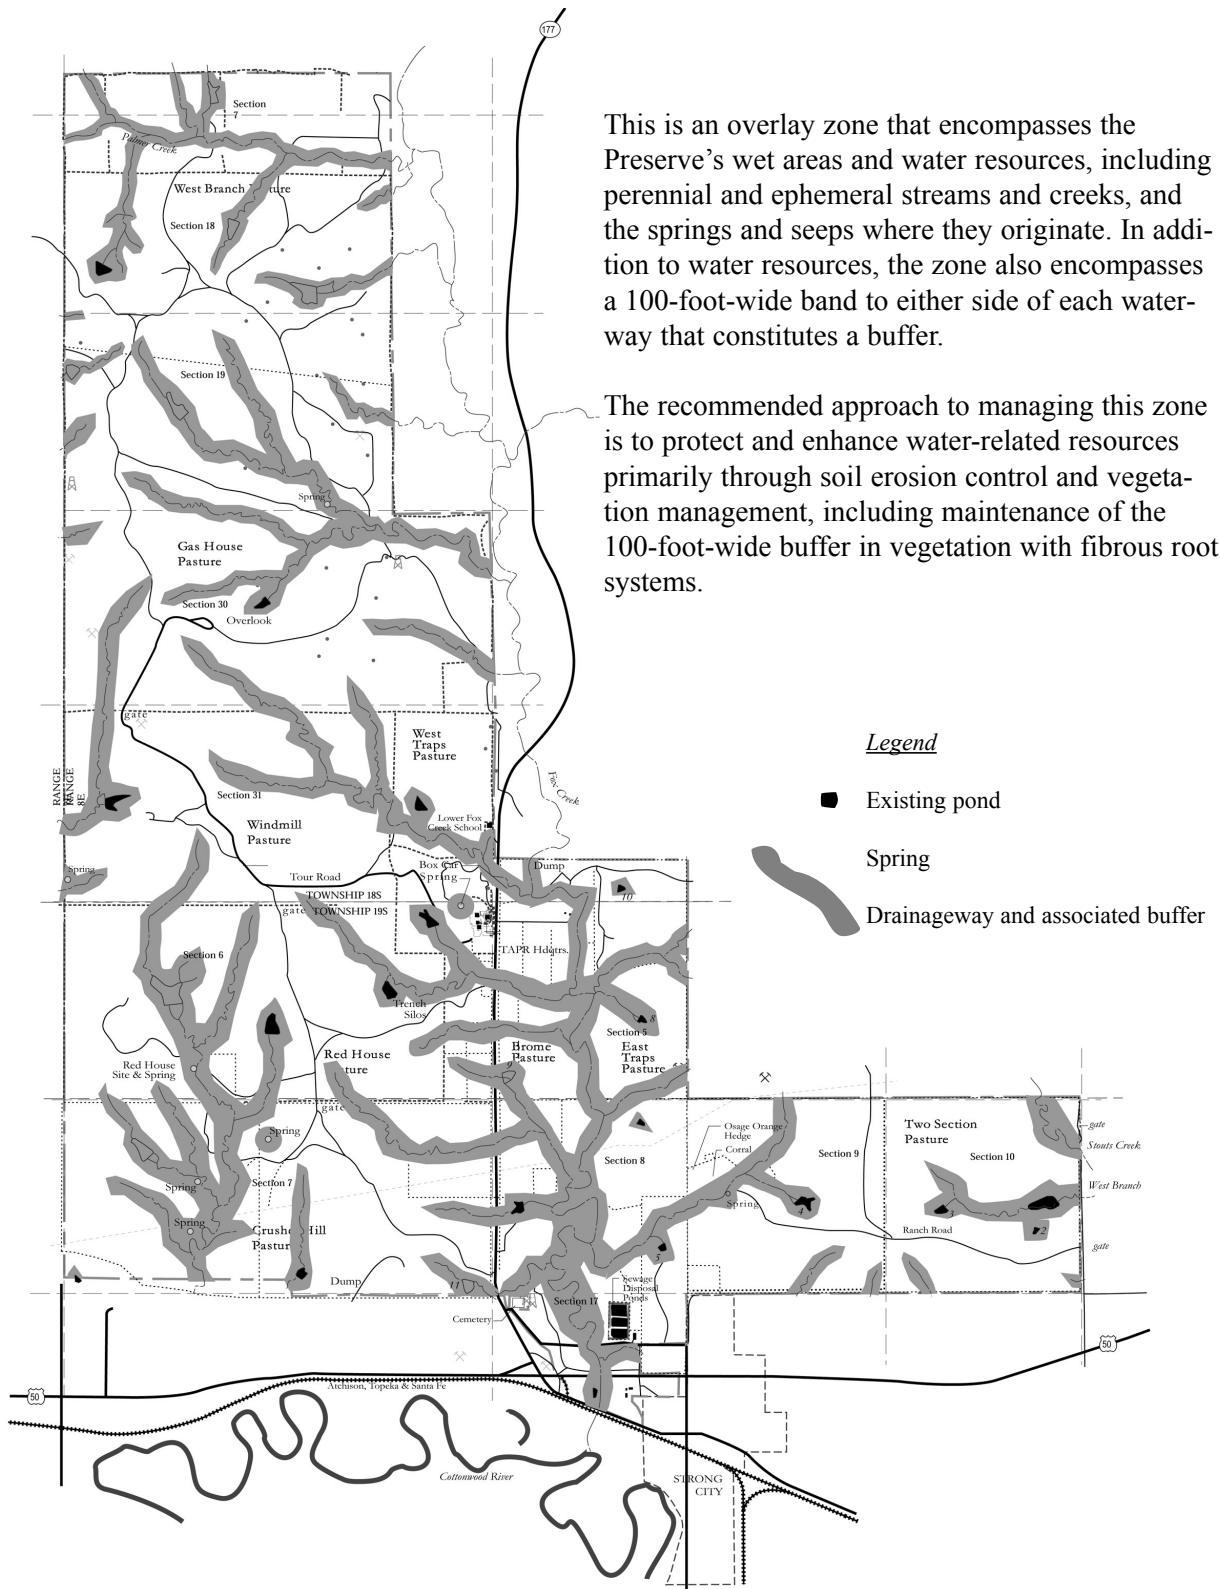 177
Section
7
Palmer Creek
West Branch
Section 18
This is an overlay zone that encompasses the
Preserve’s wet areas and water resources, including
perennial and ephemeral streams and creeks, and
the springs and seeps where they originate. In addi-
tion to water resources, the zone also encompasses
a 100-foot-wide band to either side of each water-
way that constitutes a buffer.
The recommended approach to managing this zone
is to protect and enhance water-related resources
primarily through soil erosion control and vegeta-
tion management, including maintenance of the
100-foot-wide buffer in vegetation with fibrous root
systems.
Section 19
Spring
Gas House
Pasture
Section 30
Overlook
gate
West
Traps
Pasture
Legend
Existing pond
Spring
Drainageway and associated buffer
RANGE
RANGE
8E
Section 31
Windmill
Pasture
Fox Creek
Lower Fox
Creek School
Spring
Box Car
Spring
Dump
Tour Road
TOWNSHIP 18S
gate TOWNSHIP 19S
10
Section 6
TAPR Hdqtrs.
Trench
Silos
8
Section 5
Red House
Brome
Pasture
East
Traps
Pasture
9
Red House
Site & Spring
gate
Spring
Osage Orange
Hedge
Corral
Section 8
Section 9
Two Section
Pasture
Section 10
gate
Stouts Creek
West Branch
Spring
Section 7
Spring
Spring
4
3
2
Ranch Road
gate
Crusher Hill
Pasture
5
Dump
11
Section 17
Sewage
Disposal
Ponds
Cemetery
50
50
Atchison, Topeka & Santa Fe
Cottonwood River
STRONG
CITY